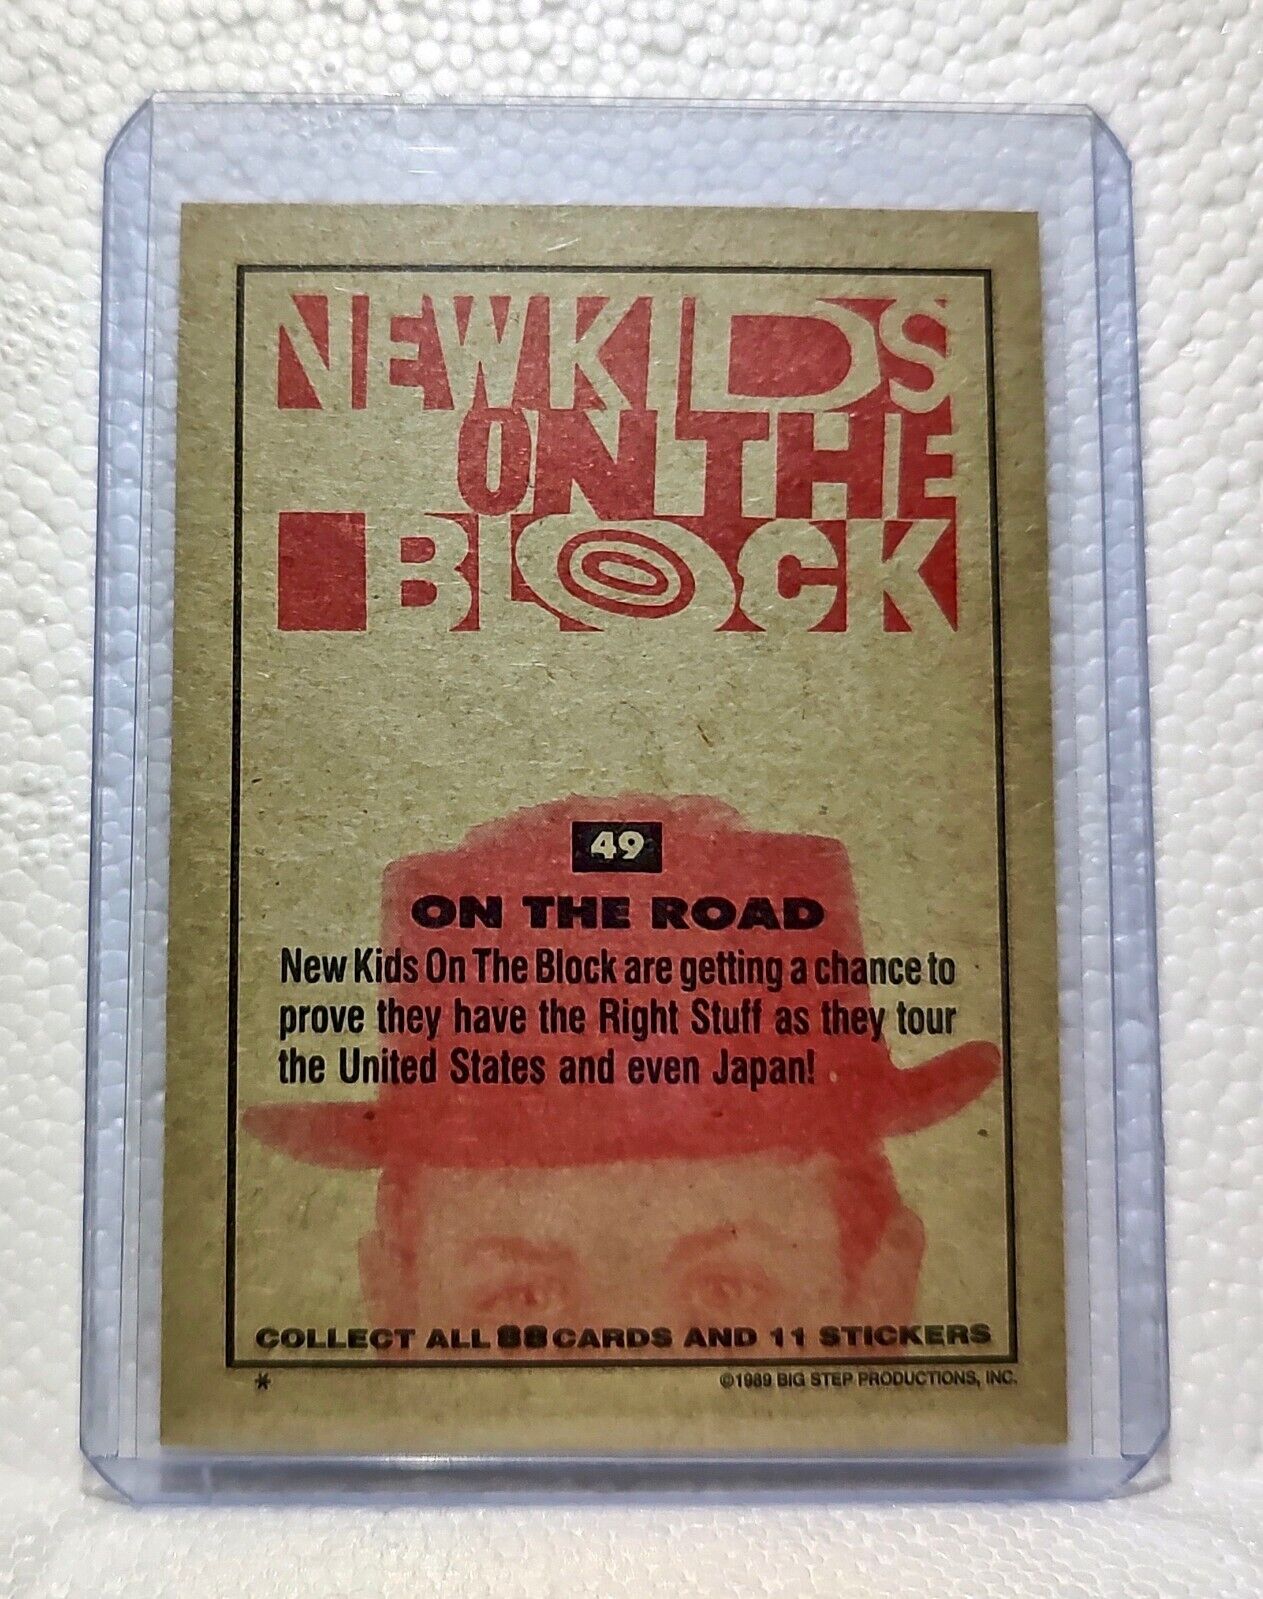 NEW KIDS
ON THE
BLOCK
49
ON THE ROAD
New Kids On The Block are getting a chance to
prove they have the Right Stuff as they tour
the United States and even Japan!
COLLECT ALL 88 CARDS AND 11 STICKERS
* ©1989 BIG STEP PRODUCTIONS, INC.